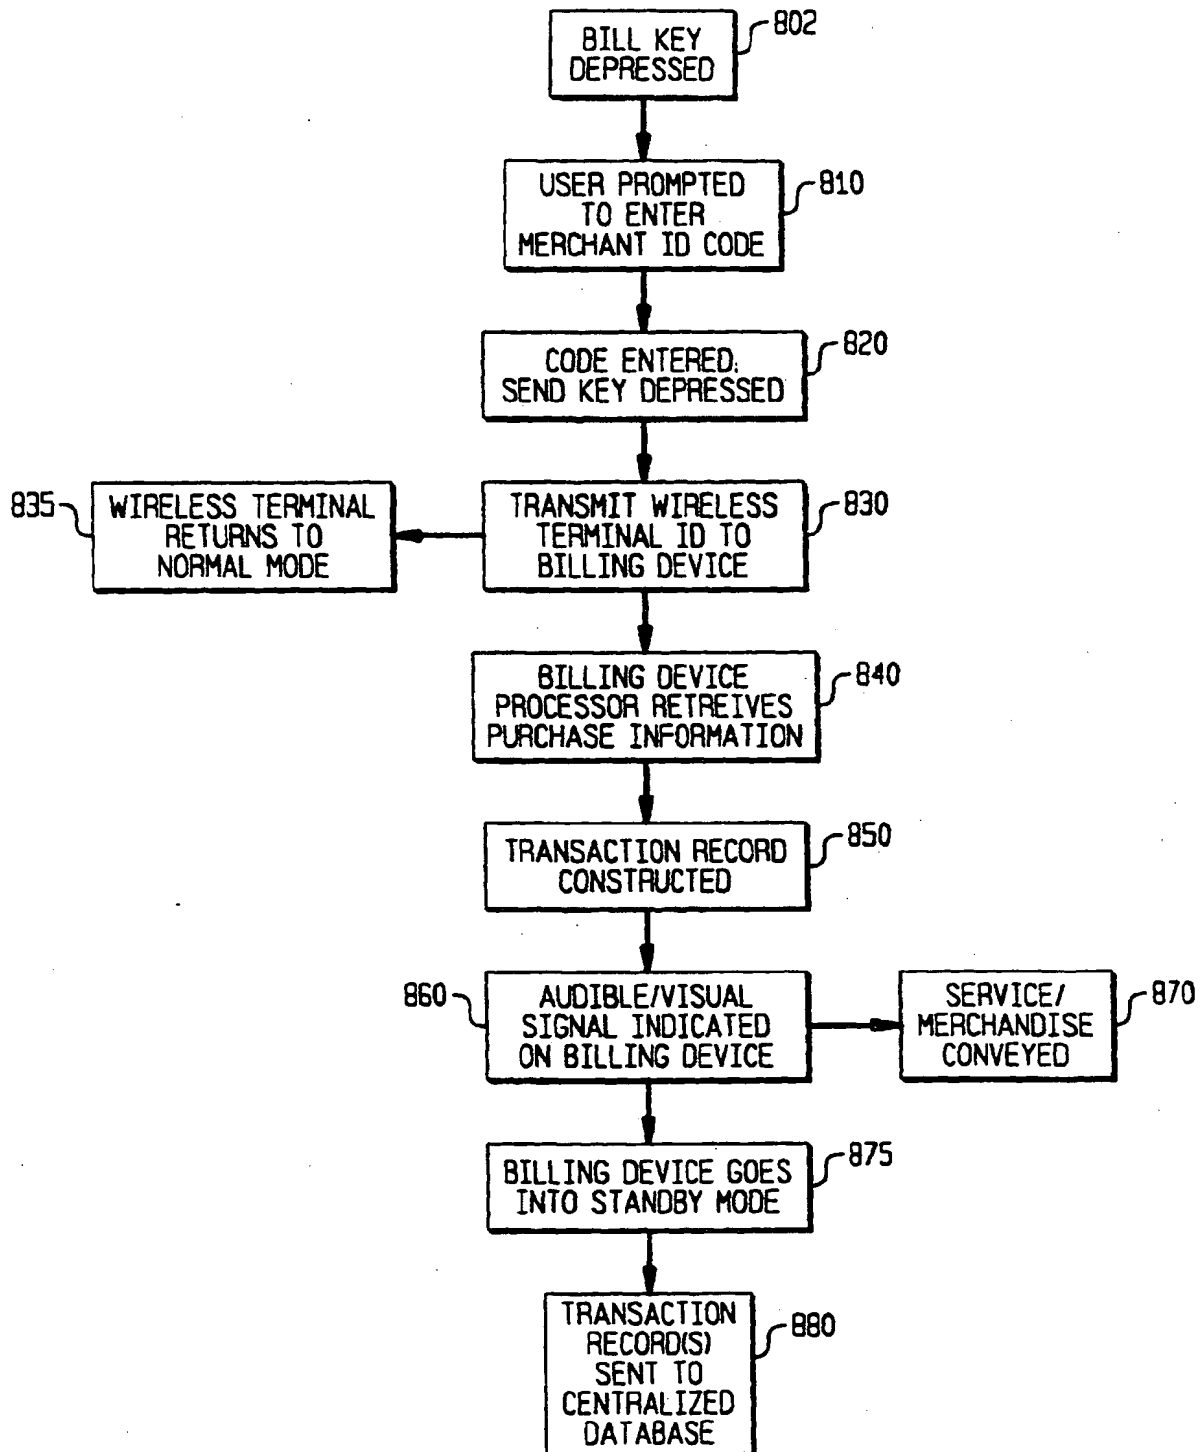 BILL KEY
DEPRESSED
802
USER PROMPTED
TO ENTER
MERCHANT ID CODE
810
CODE ENTERED;
SEND KEY DEPRESSED
820
835
WIRELESS TERMINAL
RETURNS TO
NORMAL MODE
TRANSMIT WIRELESS
TERMINAL ID TO
BILLING DEVICE
830
BILLING DEVICE
PROCESSOR RETREIVES
PURCHASE INFORMATION
840
TRANSACTION RECORD
CONSTRUCTED
850
860
AUDIBLE/VISUAL
SIGNAL INDICATED
ON BILLING DEVICE
SERVICE/
MERCHANDISE
CONVEYED
870
BILLING DEVICE GOES
INTO STANDBY MODE
875
TRANSACTION
RECORD(S)
SENT TO
CENTRALIZED
DATABASE
880